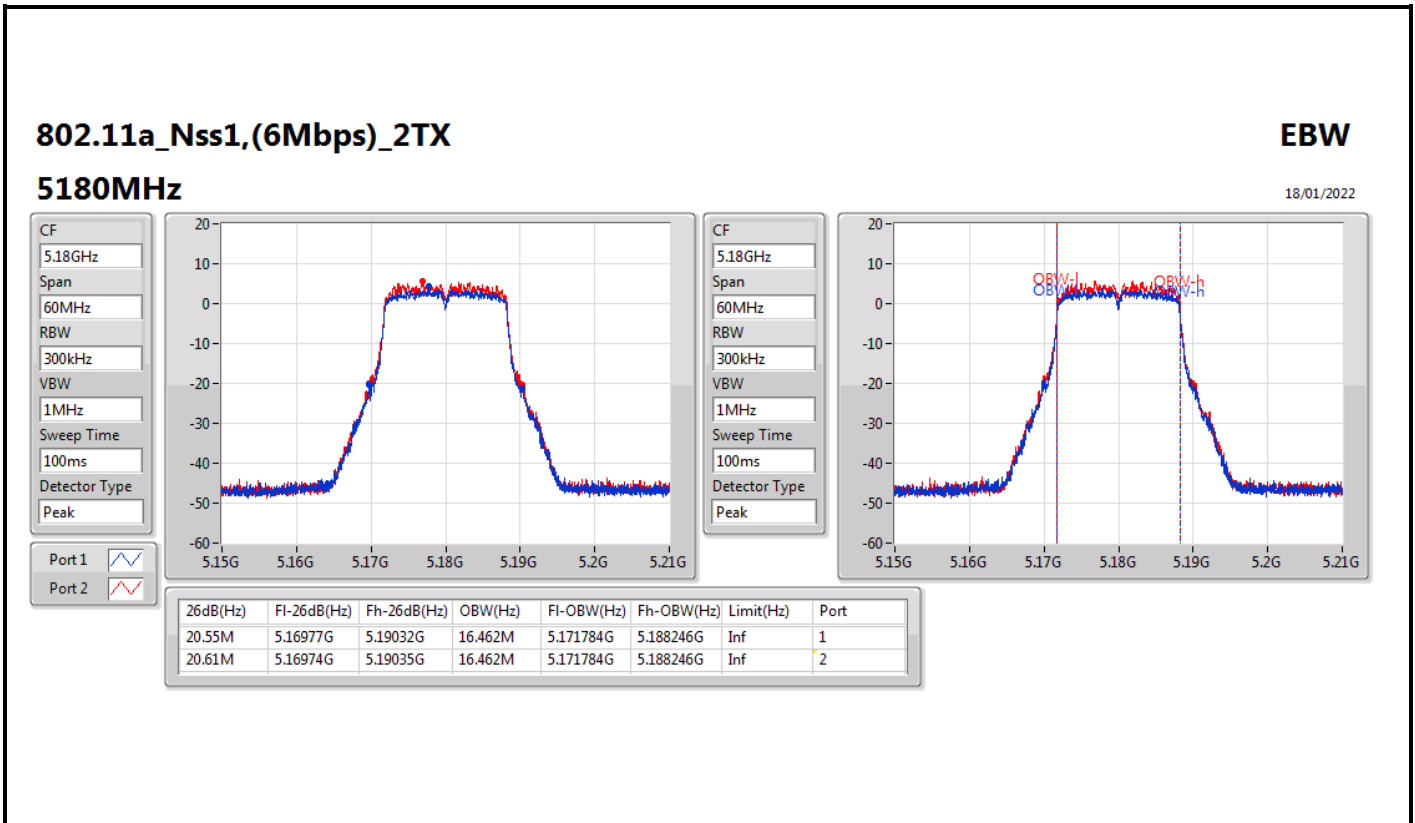 802.11a_Nss1,(6Mbps)_2TX EBW
5180MHz 18/01/2022
CF
5.18GHz
Span
60MHz
RBW
300kHz
VBW
1MHz
Sweep Time
100ms
Detector Type
Peak
Port 1
Port 2
20
10
0
-10
-20
-30
-40
-50
-60
5.15G 5.16G 5.17G 5.18G 5.19G 5.2G 5.21G
CF
5.18GHz
Span
60MHz
RBW
300kHz
VBW
1MHz
Sweep Time
100ms
Detector Type
Peak
20
10
0
-10
-20
-30
-40
-50
-60
OBW-l OBW-h
5.15G 5.16G 5.17G 5.18G 5.19G 5.2G 5.21G
26dB(Hz) Fl-26dB(Hz) Fh-26dB(Hz) OBW(Hz) Fl-OBW(Hz) Fh-OBW(Hz) Limit(Hz) Port
20.55M 5.16977G 5.19032G 16.462M 5.171784G 5.188246G Inf 1
20.61M 5.16974G 5.19035G 16.462M 5.171784G 5.188246G Inf 2